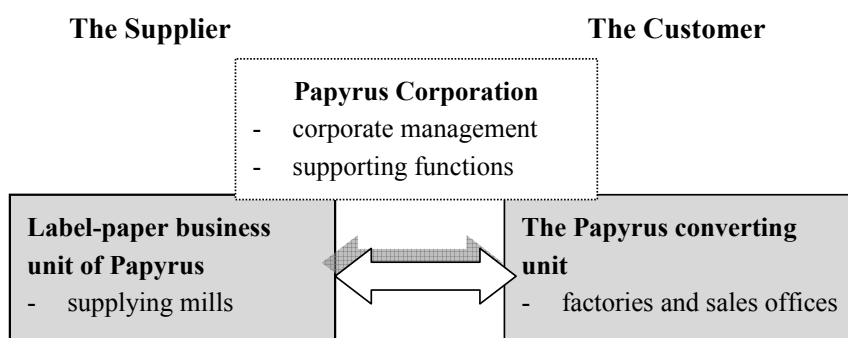 The Supplier
The Customer
Papyrus Corporation
- corporate management
- supporting functions
Label-paper business
unit of Papyrus
- supplying mills
The Papyrus converting
unit
- factories and sales offices